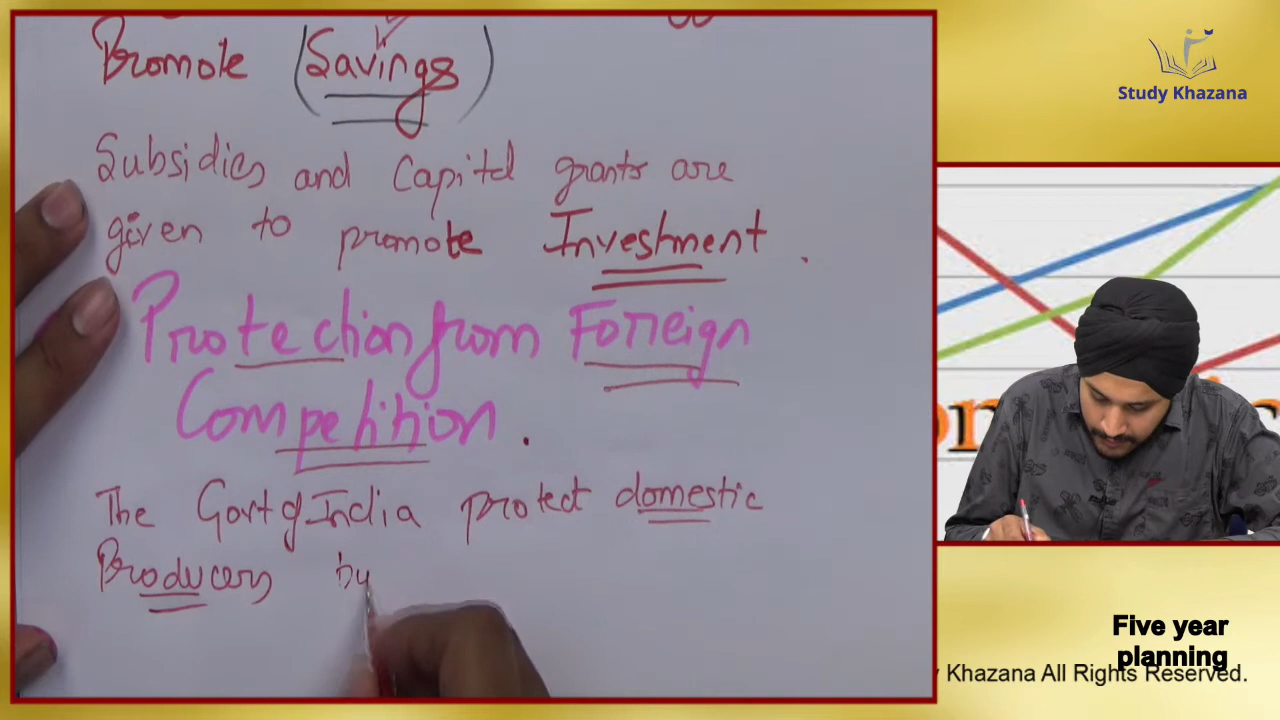 Promote (Savings)
Subsidies and Capital grants are
given to promote Investment.
Protection from Foreign
Competition.
The Govt of India protect domestic
Producers by
Study Khazana
on
Five year
planning
y Khazana All Rights Reserved.